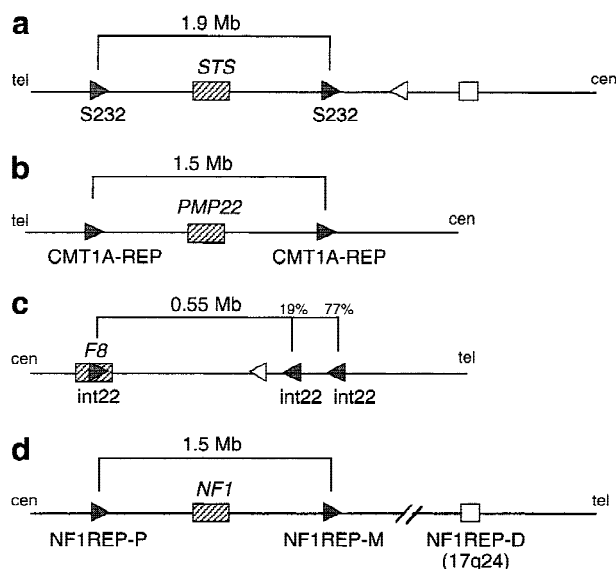 a
1.9 Mb
tel STS cen
S232 S232
b
1.5 Mb
tel PMP22 cen
CMT1A-REP CMT1A-REP
c
0.55 Mb 19% 77%
cen F8 tel
int22 int22 int22
d
1.5 Mb
cen NF1 tel
NF1REP-P NF1REP-M NF1REP-D
(17q24)